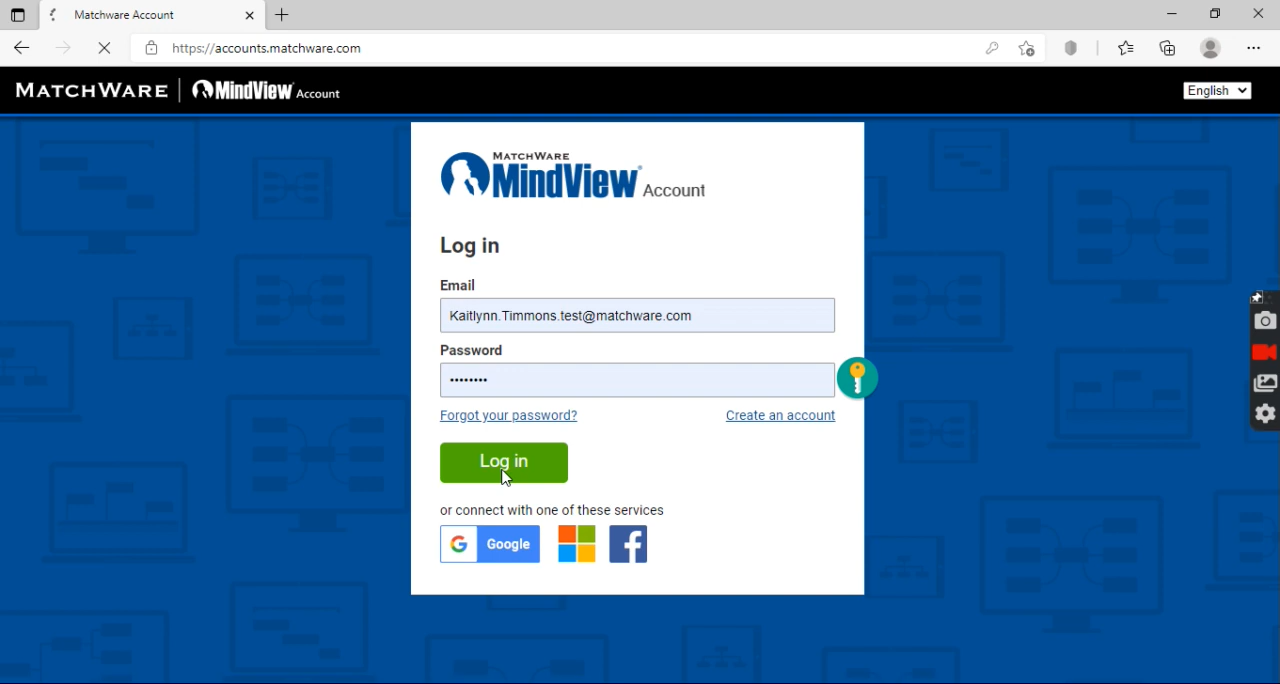 Matchware Account
https://accounts.matchware.com
MATCHWARE MindView Account
English
MATCHWARE
MindView Account
Log in
Email
Kaitlynn.Timmons.test@matchware.com
Password
••••••••
Forgot your password? Create an account
Log in
or connect with one of these services
G Google f